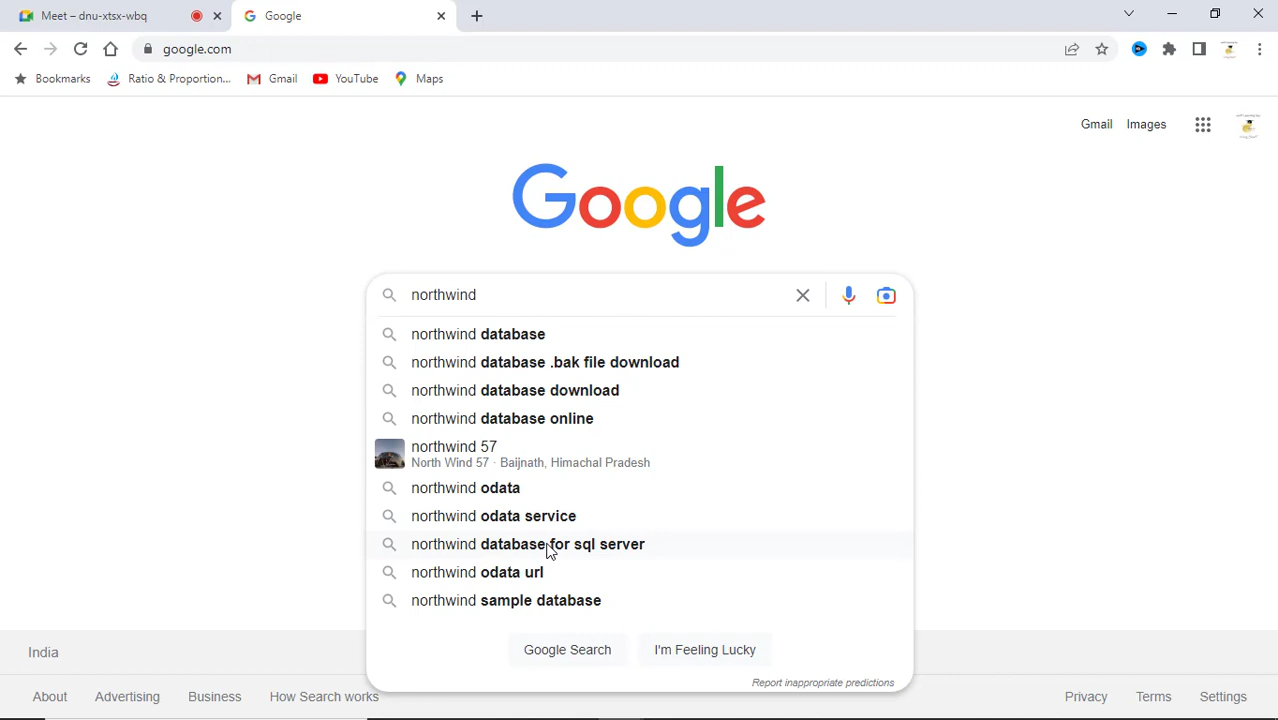 Meet – dnu-xtsx-wbq
Google
google.com
Bookmarks
Ratio & Proportion...
Gmail
YouTube
Maps
Gmail
Images
Google
northwind
northwind database
northwind database .bak file download
northwind database download
northwind database online
northwind 57
North Wind 57 · Baijnath, Himachal Pradesh
northwind odata
northwind odata service
northwind database for sql server
northwind odata url
northwind sample database
Google Search
I'm Feeling Lucky
Report inappropriate predictions
India
About
Advertising
Business
How Search works
Privacy
Terms
Settings